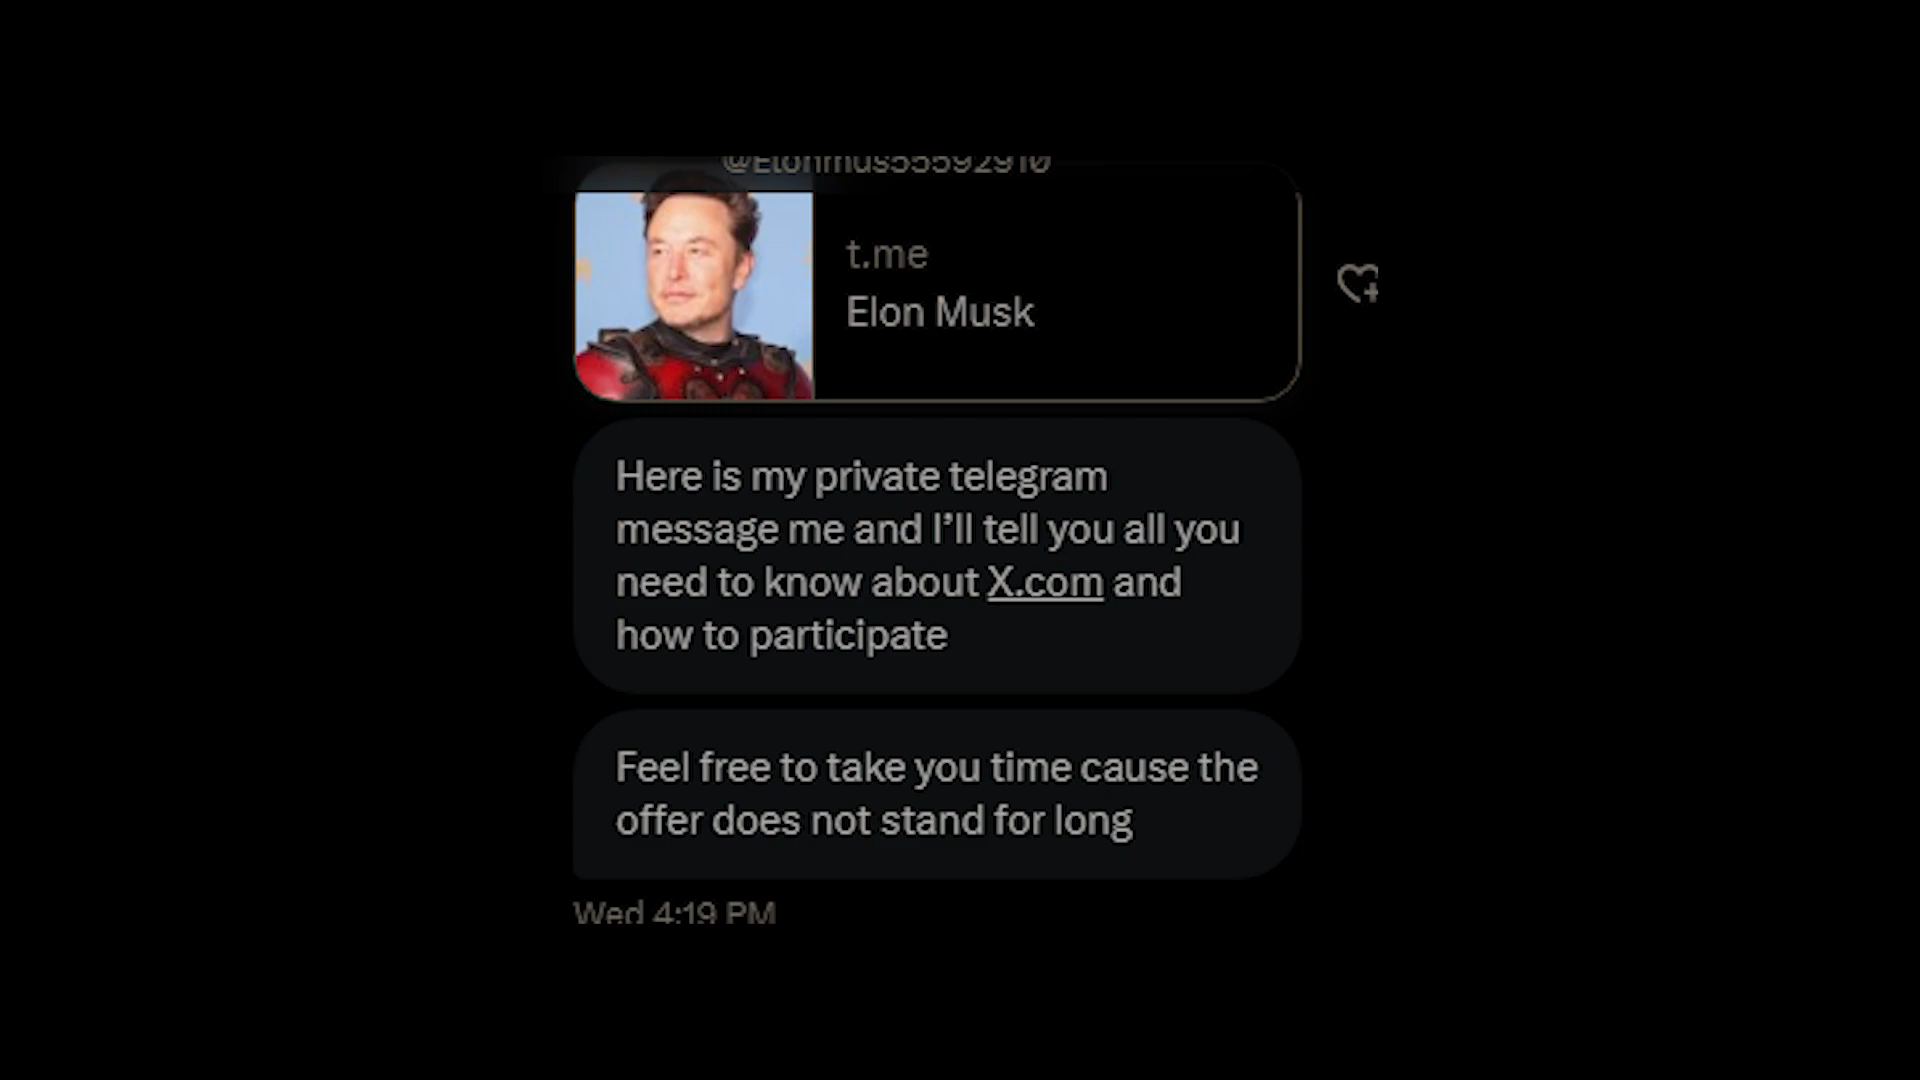 @Elonmus55592910
t.me
Elon Musk
Here is my private telegram
message me and I’ll tell you all you
need to know about X.com and
how to participate
Feel free to take you time cause the
offer does not stand for long
Wed 4:19 PM